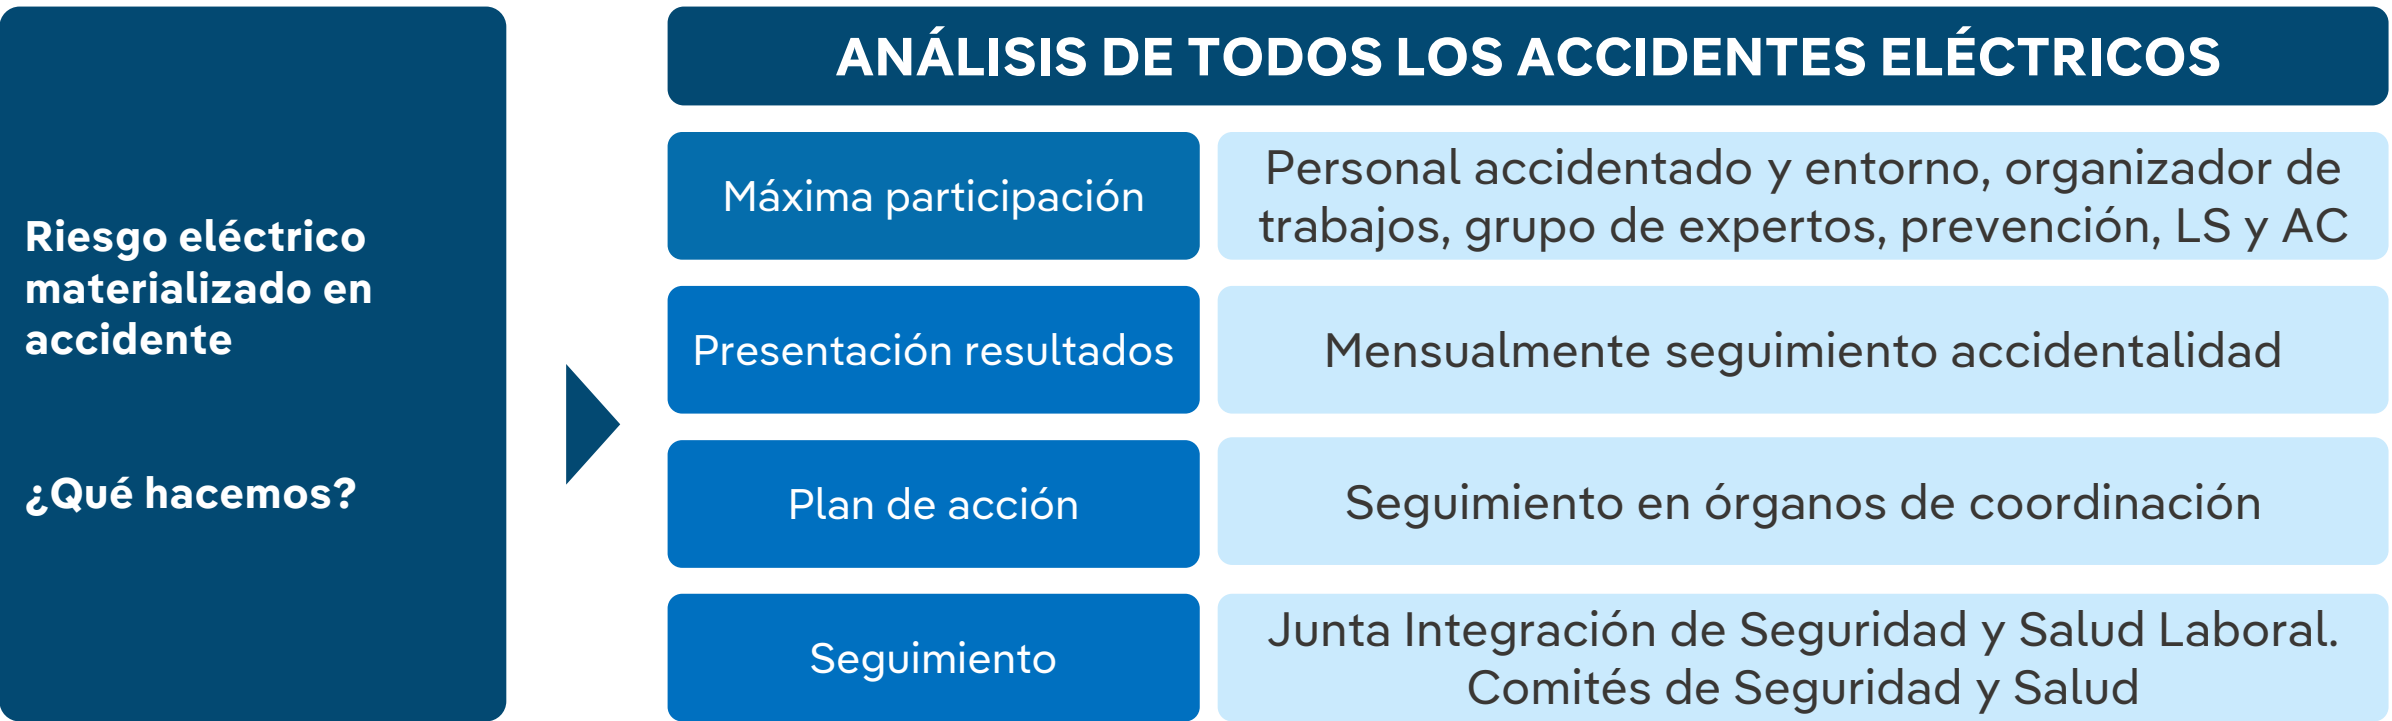 Riesgo eléctrico
materializado en
accidente
¿Qué hacemos?
ANÁLISIS DE TODOS LOS ACCIDENTES ELÉCTRICOS
Máxima participación
Personal accidentado y entorno, organizador de
trabajos, grupo de expertos, prevención, LS y AC
Presentación resultados
Mensualmente seguimiento accidentalidad
Plan de acción
Seguimiento en órganos de coordinación
Seguimiento
Junta Integración de Seguridad y Salud Laboral.
Comités de Seguridad y Salud